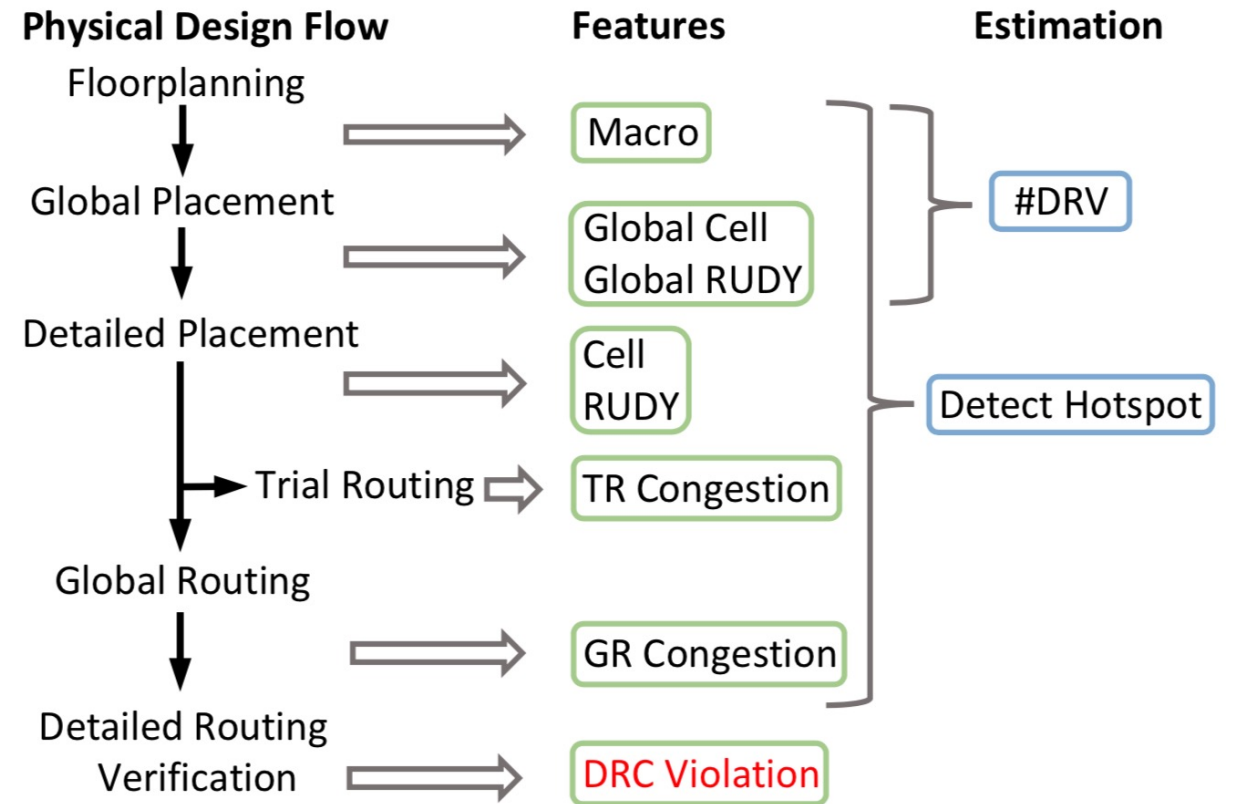 Physical Design Flow
Features
Estimation
Floorplanning
Macro
Global Placement
#DRV
Global Cell
Global RUDY
Detailed Placement
Cell
RUDY
Detect Hotspot
Trial Routing
TR Congestion
Global Routing
GR Congestion
Detailed Routing
Verification
DRC Violation